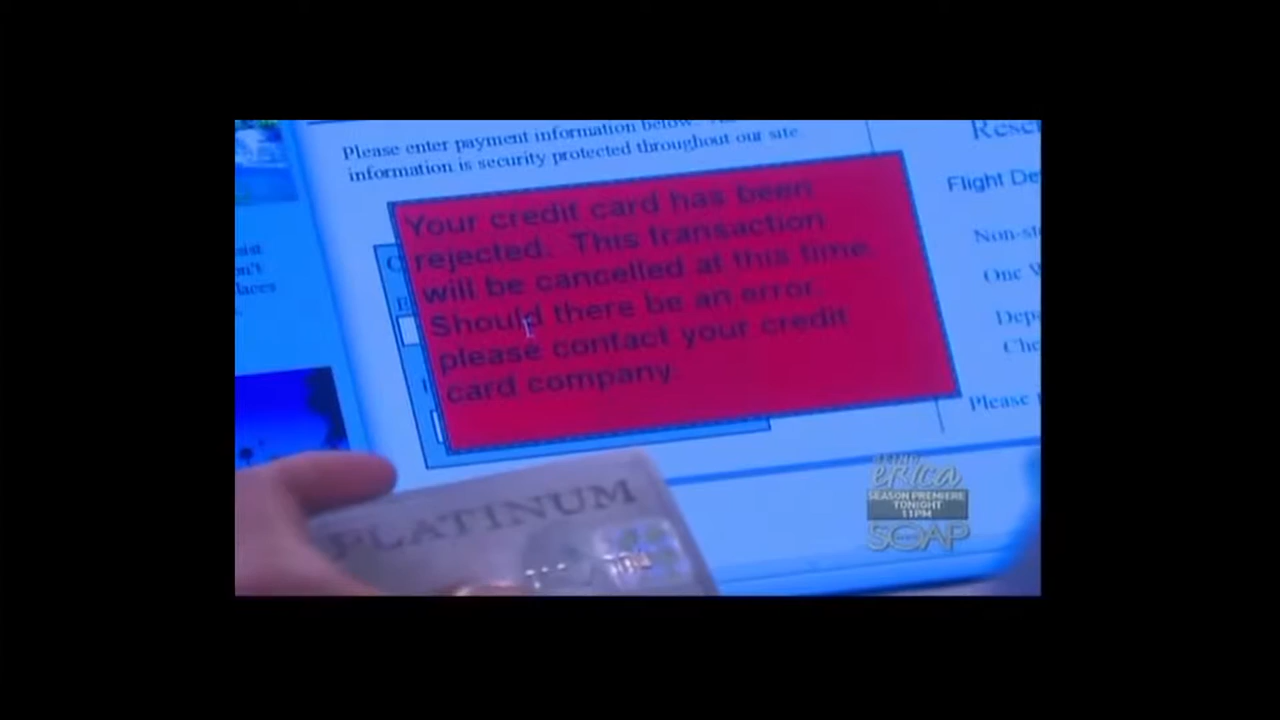 Please enter payment information below.
information is security protected throughout our site.
Your credit card has been
rejected. This transaction
will be cancelled at this time.
Should there be an error,
please contact your credit
card company.
Flight De
Non-st
One W
Dep
Che
Please
PLATINUM
erica
SEASON PREMIERE
TONIGHT
11PM
SOAP